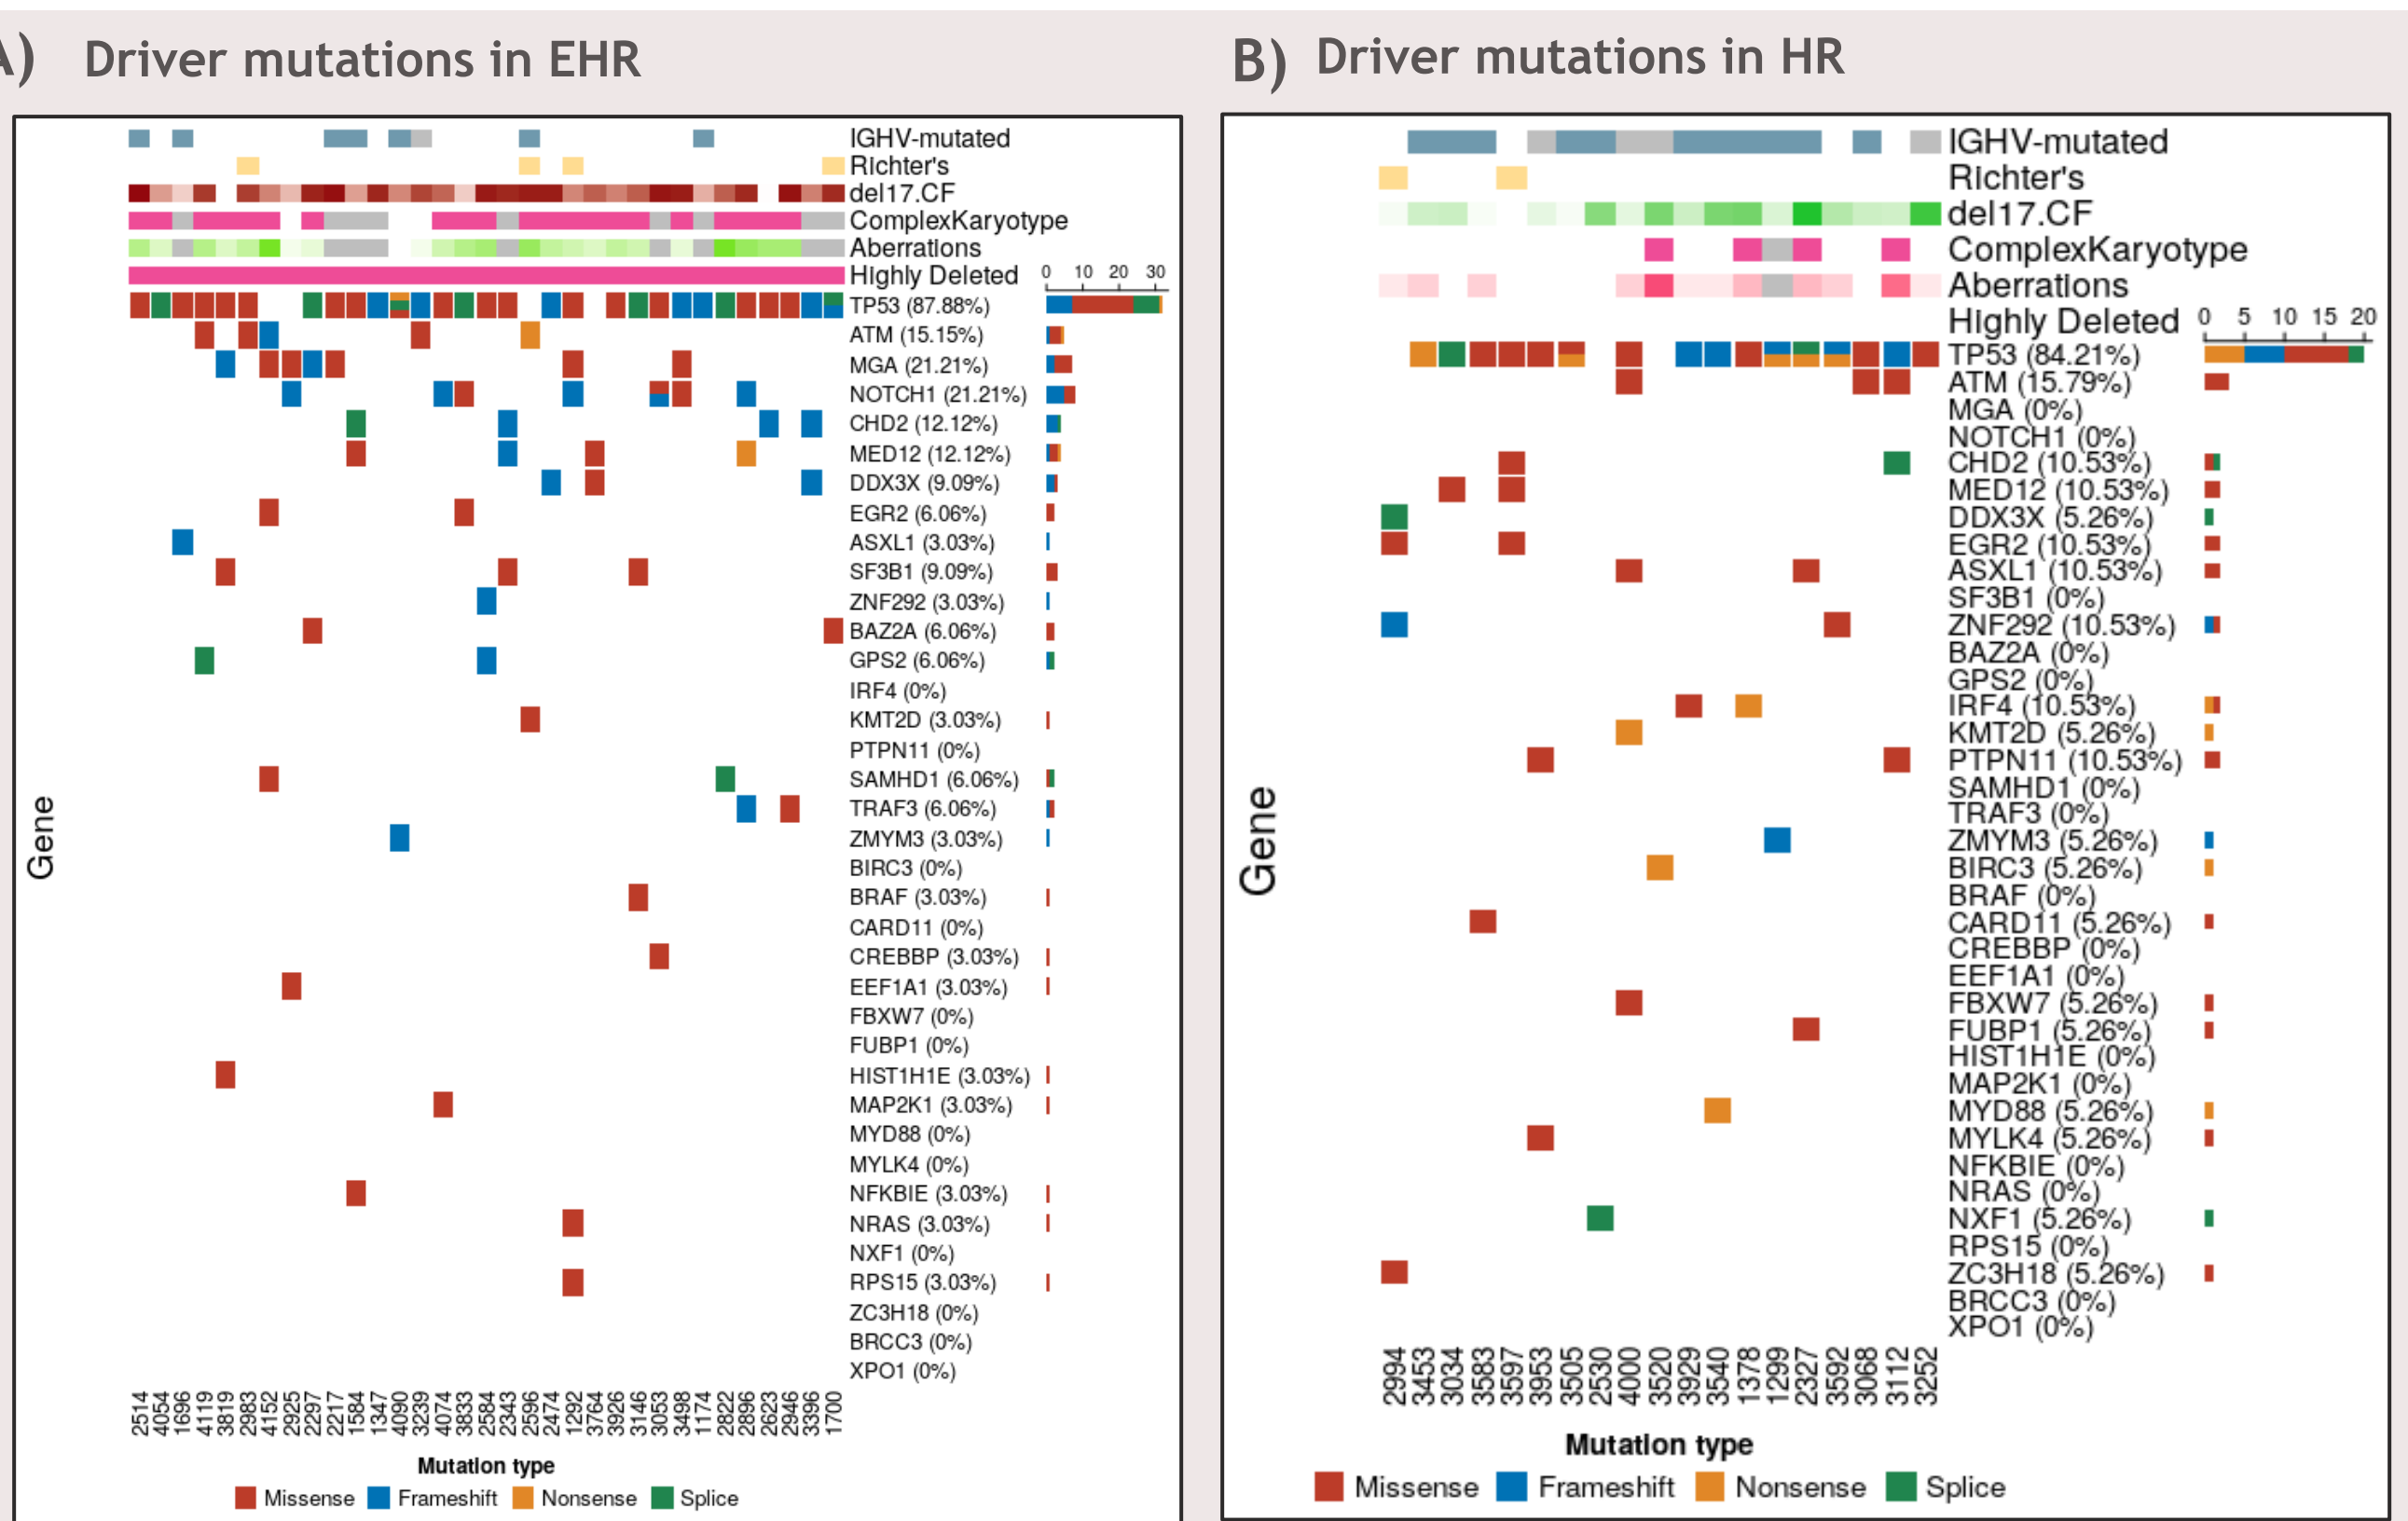 A) Driver mutations in EHR
IGHV-mutated
Richter's
del17.CF
ComplexKaryotype
Aberrations
Highly Deleted
0 10 20 30
TP53 (87.88%)
ATM (15.15%)
MGA (21.21%)
NOTCH1 (21.21%)
CHD2 (12.12%)
MED12 (12.12%)
DDX3X (9.09%)
EGR2 (6.06%)
ASXL1 (3.03%)
SF3B1 (9.09%)
ZNF292 (3.03%)
BAZ2A (6.06%)
GPS2 (6.06%)
IRF4 (0%)
KMT2D (3.03%)
PTPN11 (0%)
SAMHD1 (6.06%)
TRAF3 (6.06%)
ZMYM3 (3.03%)
BIRC3 (0%)
BRAF (3.03%)
CARD11 (0%)
CREBBP (3.03%)
EEF1A1 (3.03%)
FBXW7 (0%)
FUBP1 (0%)
HIST1H1E (3.03%)
MAP2K1 (3.03%)
MYD88 (0%)
MYLK4 (0%)
NFKBIE (3.03%)
NRAS (3.03%)
NXF1 (0%)
RPS15 (3.03%)
ZC3H18 (0%)
BRCC3 (0%)
XPO1 (0%)
Gene
2514 4054 1696 4119 3819 2983 4152 2925 2297 2217 1584 1347 4090 3239 4074 3833 2584 2343 2596 2474 1292 3764 3926 3146 3053 3498 1174 2822 2896 2623 2946 3396 1700
Mutation type
Missense Frameshift Nonsense Splice
B) Driver mutations in HR
IGHV-mutated
Richter's
del17.CF
ComplexKaryotype
Aberrations
Highly Deleted
0 5 10 15 20
TP53 (84.21%)
ATM (15.79%)
MGA (0%)
NOTCH1 (0%)
CHD2 (10.53%)
MED12 (10.53%)
DDX3X (5.26%)
EGR2 (10.53%)
ASXL1 (10.53%)
SF3B1 (0%)
ZNF292 (10.53%)
BAZ2A (0%)
GPS2 (0%)
IRF4 (10.53%)
KMT2D (5.26%)
PTPN11 (10.53%)
SAMHD1 (0%)
TRAF3 (0%)
ZMYM3 (5.26%)
BIRC3 (5.26%)
BRAF (0%)
CARD11 (5.26%)
CREBBP (0%)
EEF1A1 (0%)
FBXW7 (5.26%)
FUBP1 (5.26%)
HIST1H1E (0%)
MAP2K1 (0%)
MYD88 (5.26%)
MYLK4 (5.26%)
NFKBIE (0%)
NRAS (0%)
NXF1 (5.26%)
RPS15 (0%)
ZC3H18 (5.26%)
BRCC3 (0%)
XPO1 (0%)
Gene
2994 3453 3034 3583 3597 3953 3505 2530 4000 3520 3929 3540 1378 1299 2327 3592 3068 3112 3252
Mutation type
Missense Frameshift Nonsense Splice